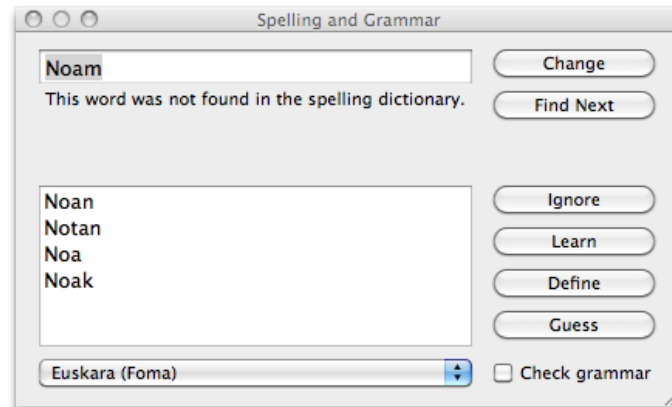 Spelling and Grammar
Noam
Change
This word was not found in the spelling dictionary.
Find Next
Noan
Notan
Noa
Noak
Ignore
Learn
Define
Guess
Euskara (Foma)
Check grammar